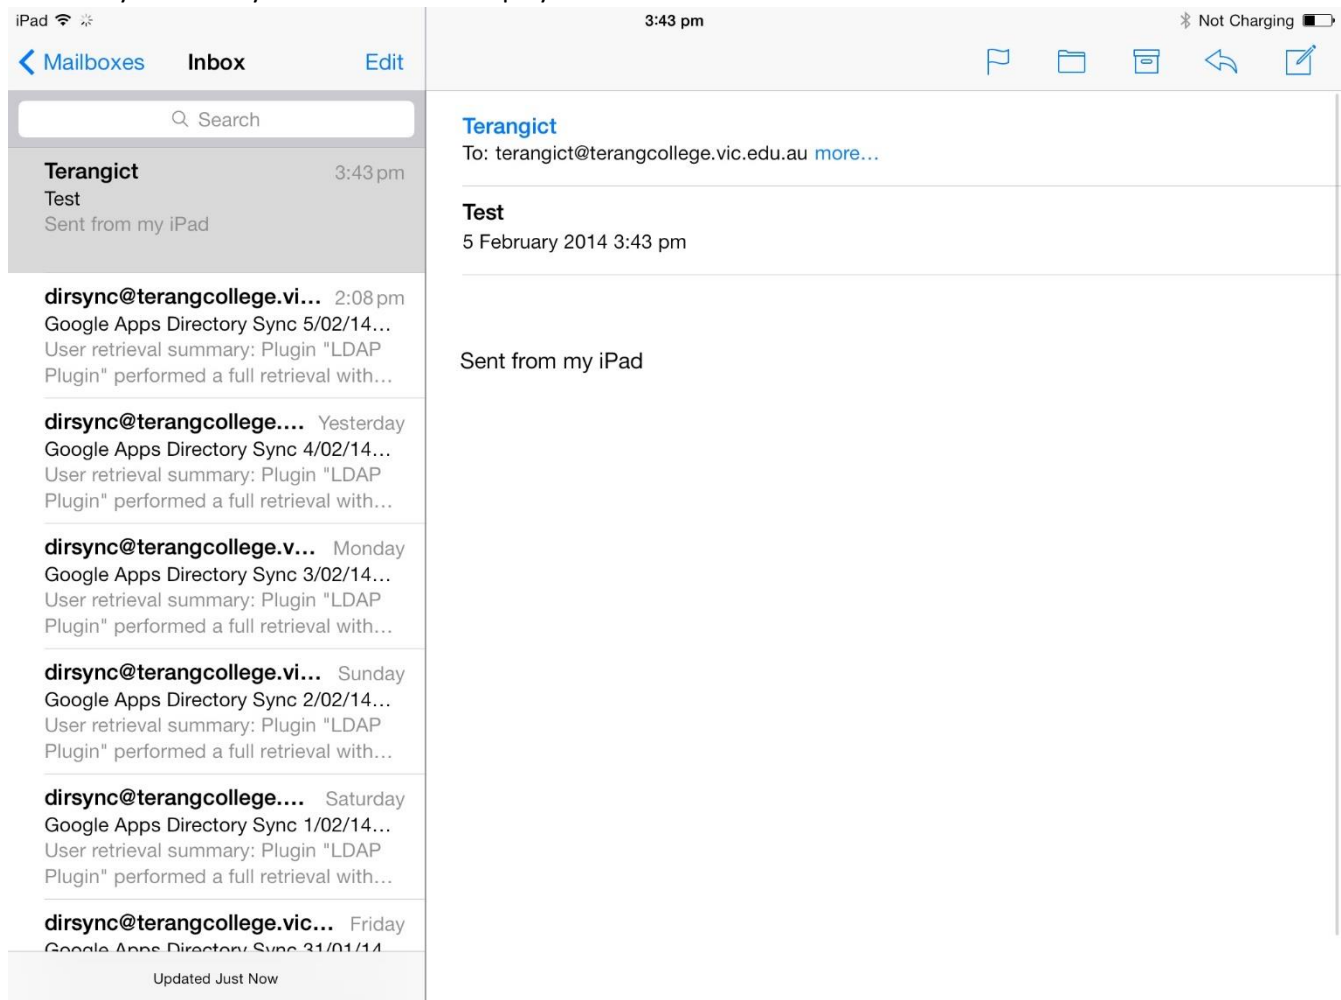 iPad
3:43 pm
Not Charging
Mailboxes Inbox Edit
Search
Terangict 3:43 pm
Test
Sent from my iPad
dirsync@terangcollege.vi... 2:08 pm
Google Apps Directory Sync 5/02/14...
User retrieval summary: Plugin "LDAP
Plugin" performed a full retrieval with...
dirsync@terangcollege.... Yesterday
Google Apps Directory Sync 4/02/14...
User retrieval summary: Plugin "LDAP
Plugin" performed a full retrieval with...
dirsync@terangcollege.v... Monday
Google Apps Directory Sync 3/02/14...
User retrieval summary: Plugin "LDAP
Plugin" performed a full retrieval with...
dirsync@terangcollege.vi... Sunday
Google Apps Directory Sync 2/02/14...
User retrieval summary: Plugin "LDAP
Plugin" performed a full retrieval with...
dirsync@terangcollege.... Saturday
Google Apps Directory Sync 1/02/14...
User retrieval summary: Plugin "LDAP
Plugin" performed a full retrieval with...
dirsync@terangcollege.vic... Friday
Google Apps Directory Sync 31/01/14
Updated Just Now
Terangict
To: terangict@terangcollege.vic.edu.au more...
Test
5 February 2014 3:43 pm
Sent from my iPad